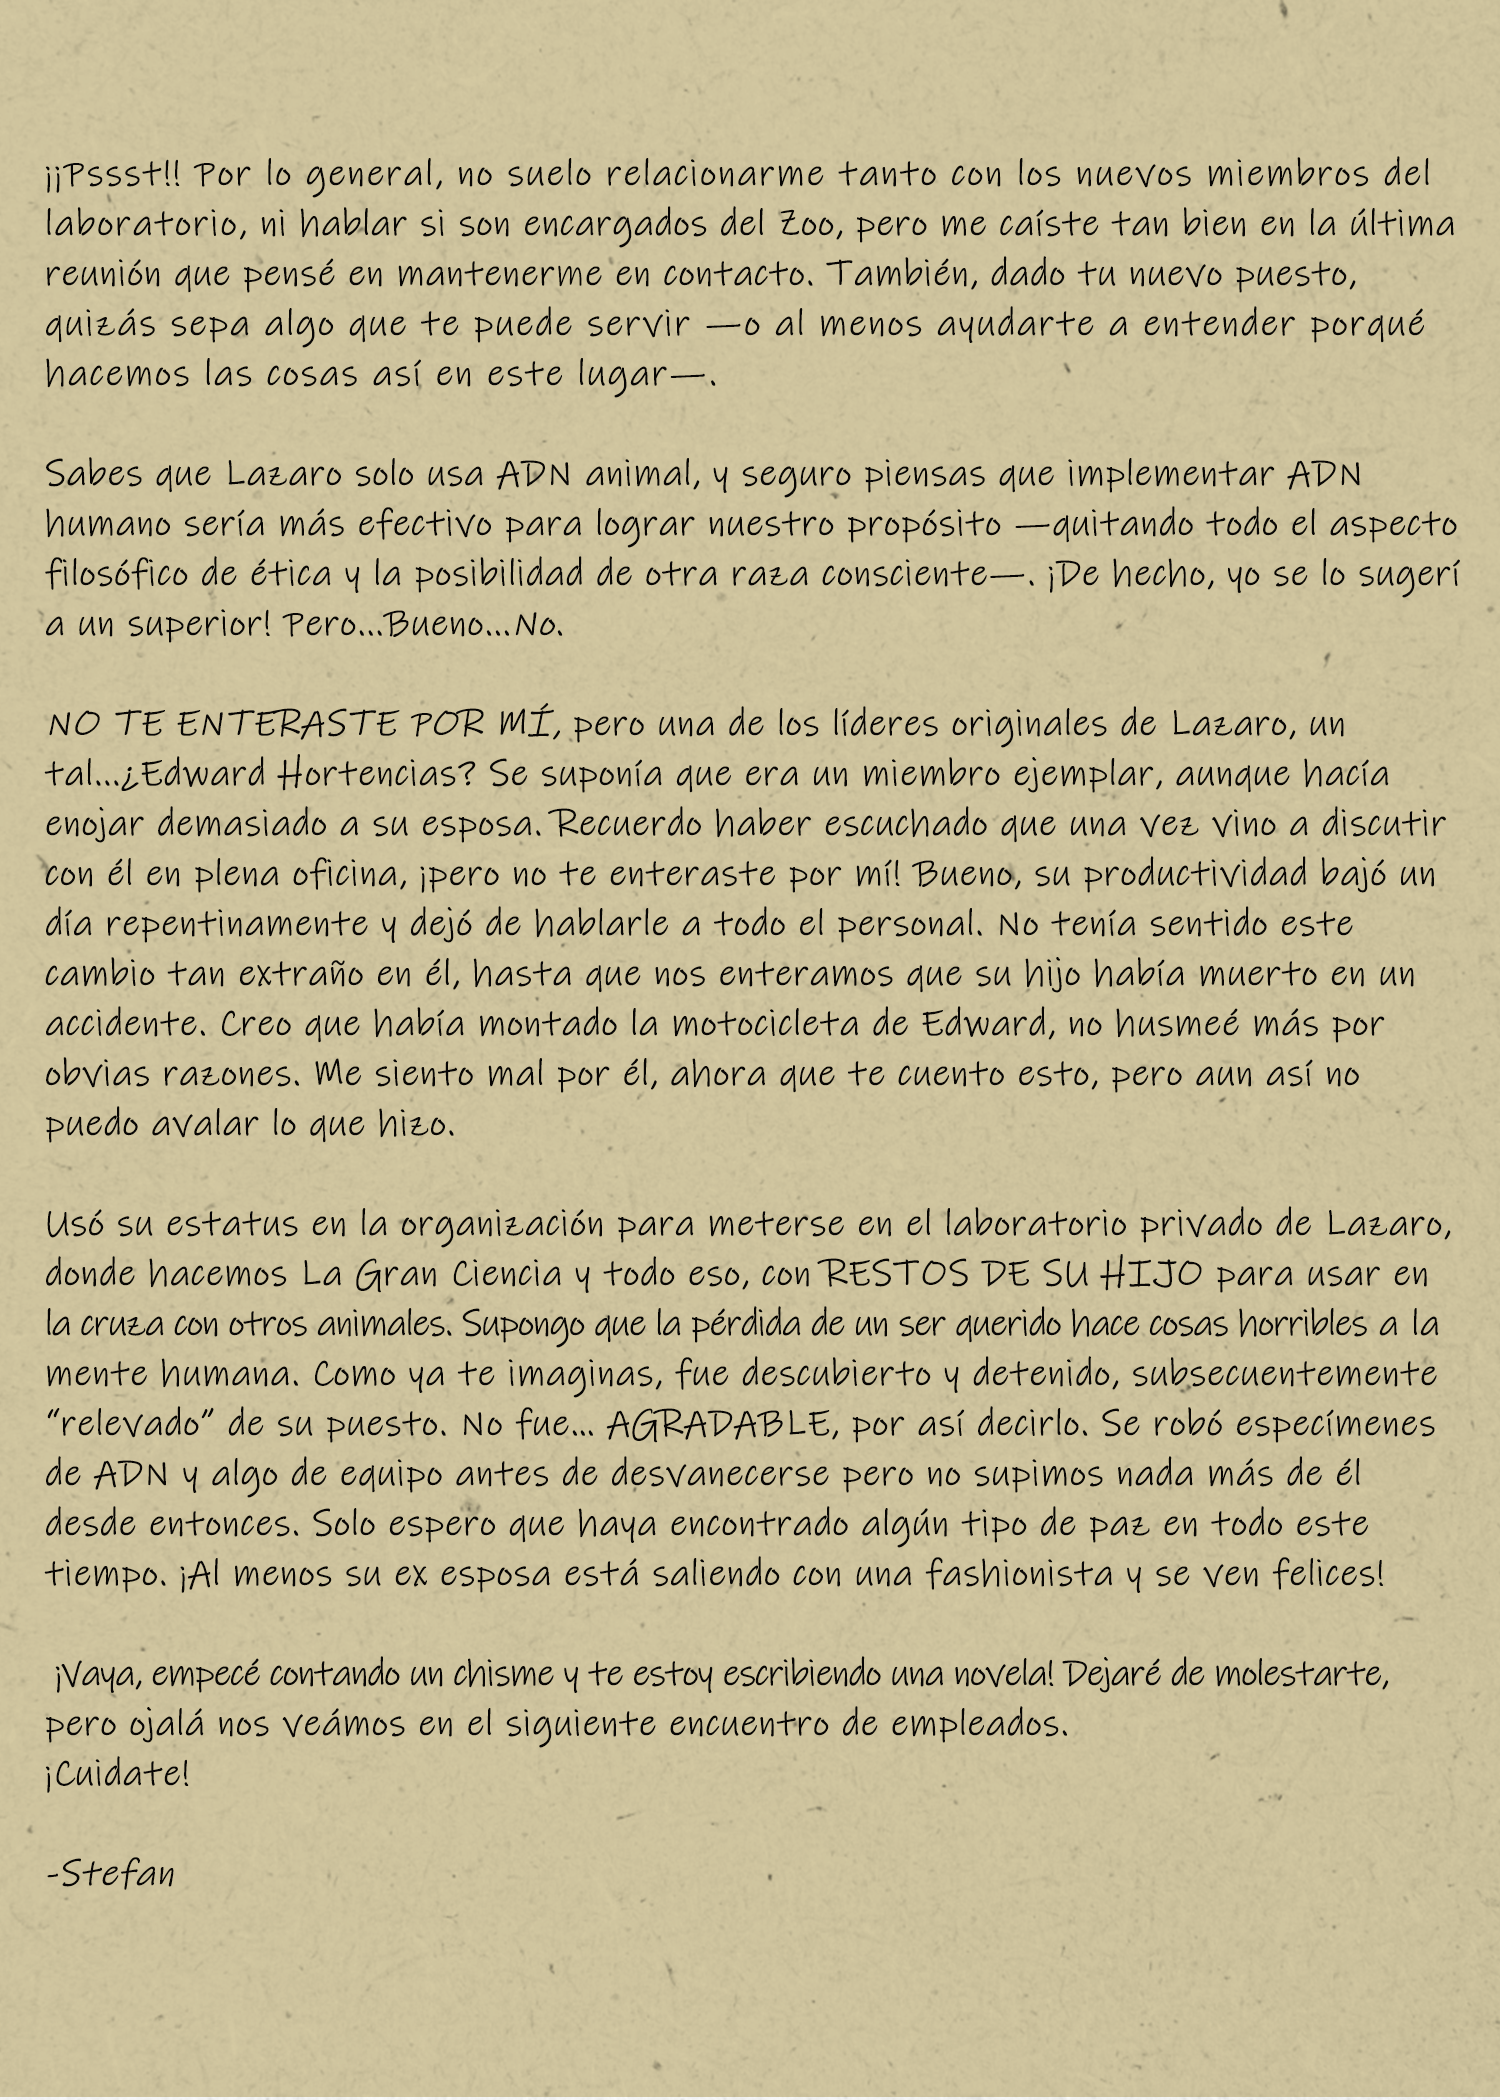 ¡¡Pssst!! Por lo general, no suelo relacionarme tanto con los nuevos miembros del
laboratorio, ni hablar si son encargados del Zoo, pero me caíste tan bien en la última
reunión que pensé en mantenerme en contacto. También, dado tu nuevo puesto,
quizás sepa algo que te puede servir —o al menos ayudarte a entender porqué
hacemos las cosas así en este lugar—.
Sabes que Lazaro solo usa ADN animal, y seguro piensas que implementar ADN
humano sería más efectivo para lograr nuestro propósito —quitando todo el aspecto
filosófico de ética y la posibilidad de otra raza consciente—. ¡De hecho, yo se lo sugerí
a un superior! Pero...Bueno...No.
NO TE ENTERASTE POR MÍ, pero una de los líderes originales de Lazaro, un
tal...¿Edward Hortencias? Se suponía que era un miembro ejemplar, aunque hacía
enojar demasiado a su esposa. Recuerdo haber escuchado que una vez vino a discutir
con él en plena oficina, ¡pero no te enteraste por mí! Bueno, su productividad bajó un
día repentinamente y dejó de hablarle a todo el personal. No tenía sentido este
cambio tan extraño en él, hasta que nos enteramos que su hijo había muerto en un
accidente. Creo que había montado la motocicleta de Edward, no husmeé más por
obvias razones. Me siento mal por él, ahora que te cuento esto, pero aun así no
puedo avalar lo que hizo.
Usó su estatus en la organización para meterse en el laboratorio privado de Lazaro,
donde hacemos La Gran Ciencia y todo eso, con RESTOS DE SU HIJO para usar en
la cruza con otros animales. Supongo que la pérdida de un ser querido hace cosas horribles a la
mente humana. Como ya te imaginas, fue descubierto y detenido, subsecuentemente
“relevado” de su puesto. No fue... AGRADABLE, por así decirlo. Se robó especímenes
de ADN y algo de equipo antes de desvanecerse pero no supimos nada más de él
desde entonces. Solo espero que haya encontrado algún tipo de paz en todo este
tiempo. ¡Al menos su ex esposa está saliendo con una fashionista y se ven felices!
¡Vaya, empecé contando un chisme y te estoy escribiendo una novela! Dejaré de molestarte,
pero ojalá nos veámos en el siguiente encuentro de empleados.
¡Cuidate!
-Stefan